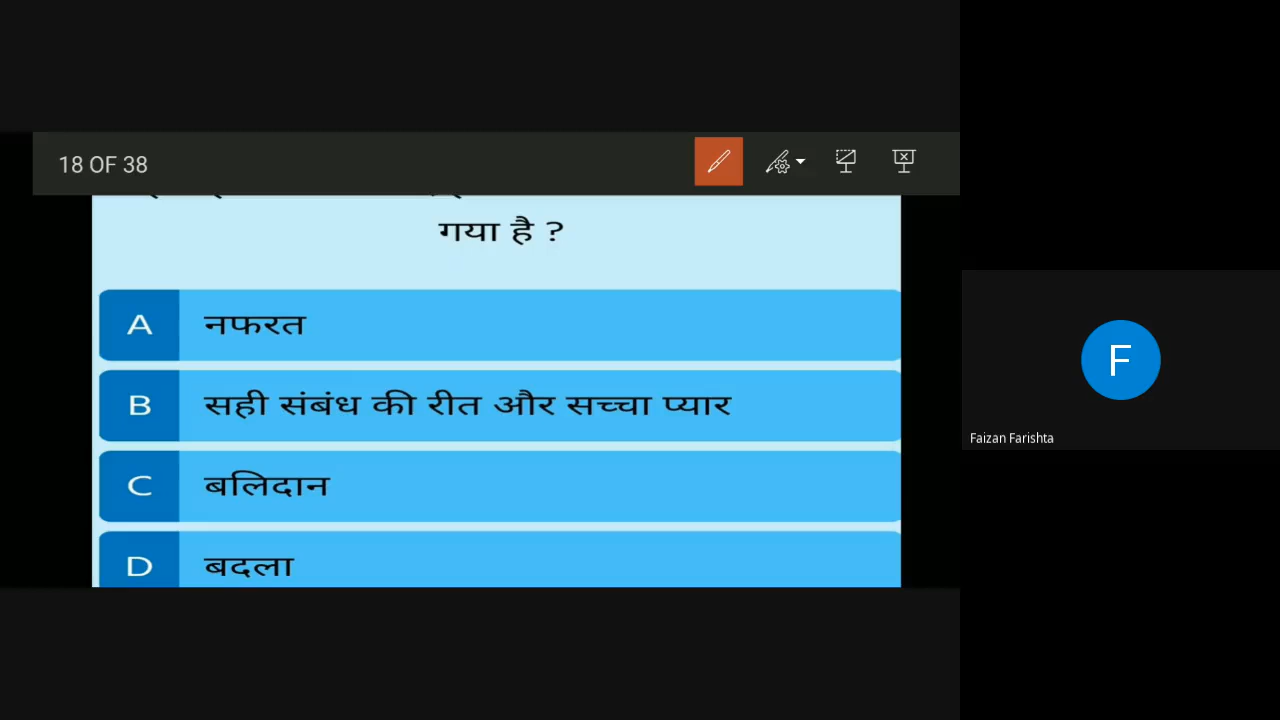 18 OF 38
गया है ?
A नफरत
B सही संबंध की रीत और सच्चा प्यार
C बलिदान
D बदला
F
Faizan Farishta